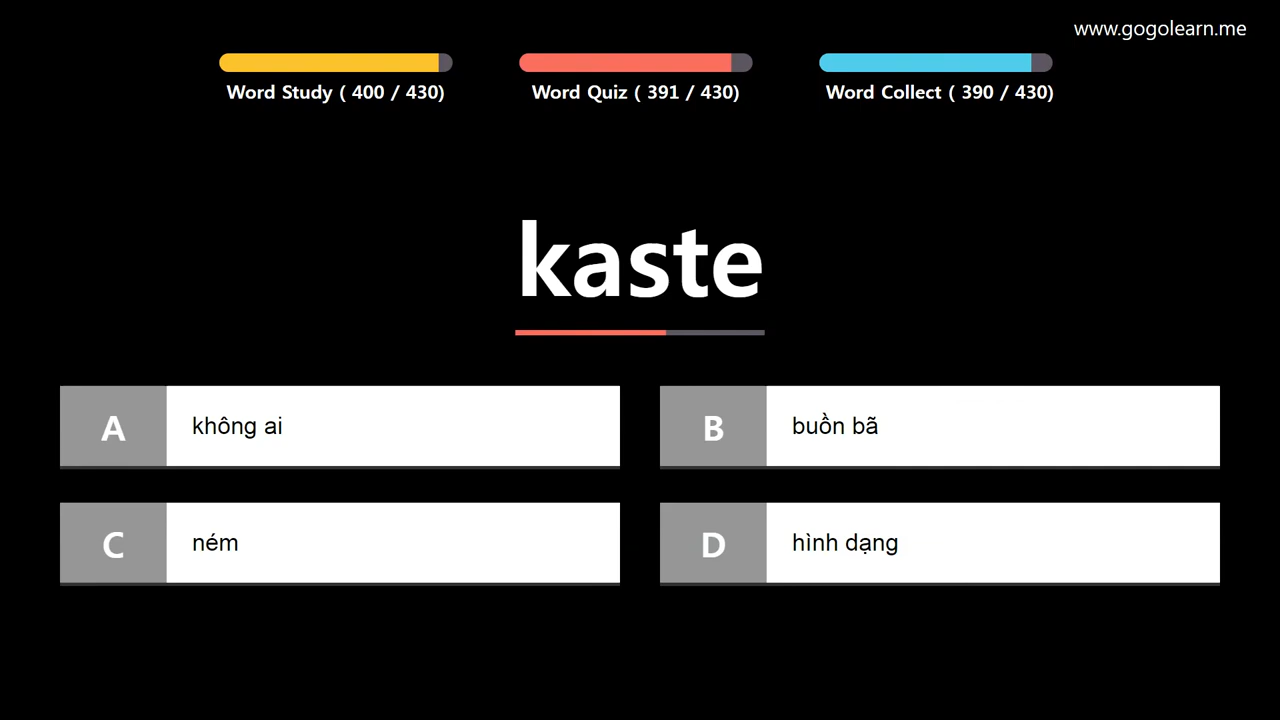 www.gogolearn.me
Word Study ( 400 / 430)
Word Quiz ( 391 / 430)
Word Collect ( 390 / 430)
kaste
A
không ai
B
buồn bã
C
ném
D
hình dạng